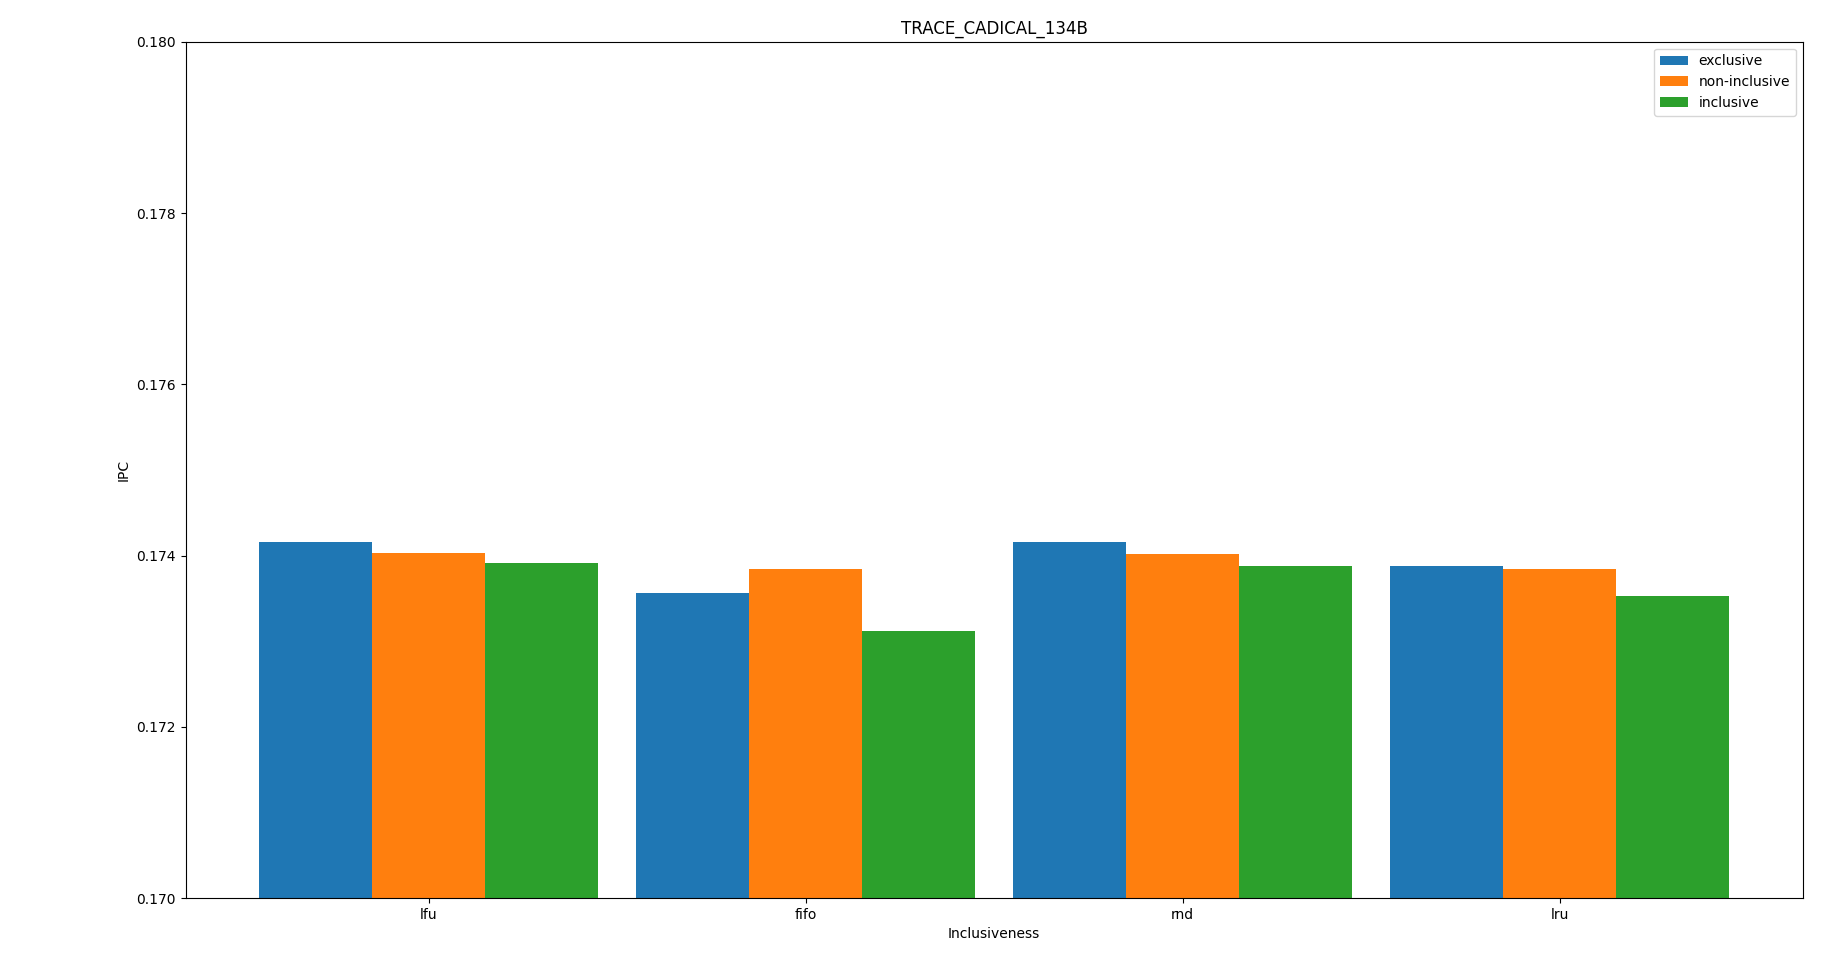 TRACE_CADICAL_134B
0.180
0.178
0.176
0.174
0.172
0.170
IPC
exclusive
non-inclusive
inclusive
lfu
fifo
rnd
lru
Inclusiveness